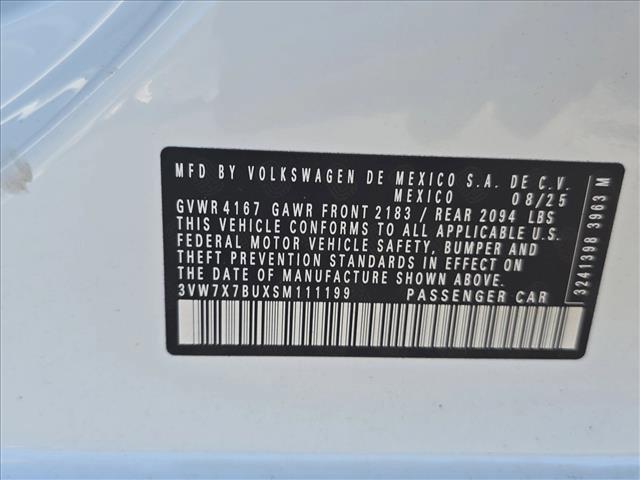 MFD BY VOLKSWAGEN DE MEXICO S.A. DE C.V.
MEXICO 08/25
GVWR 4167 GAWR FRONT 2183 / REAR 2094 LBS
THIS VEHICLE CONFORMS TO ALL APPLICABLE U.S.
FEDERAL MOTOR VEHICLE SAFETY, BUMPER AND
THEFT PREVENTION STANDARDS IN EFFECT ON
THE DATE OF MANUFACTURE SHOWN ABOVE.
3VW7X7BUXSM111199 PASSENGER CAR
3241398 3963 M